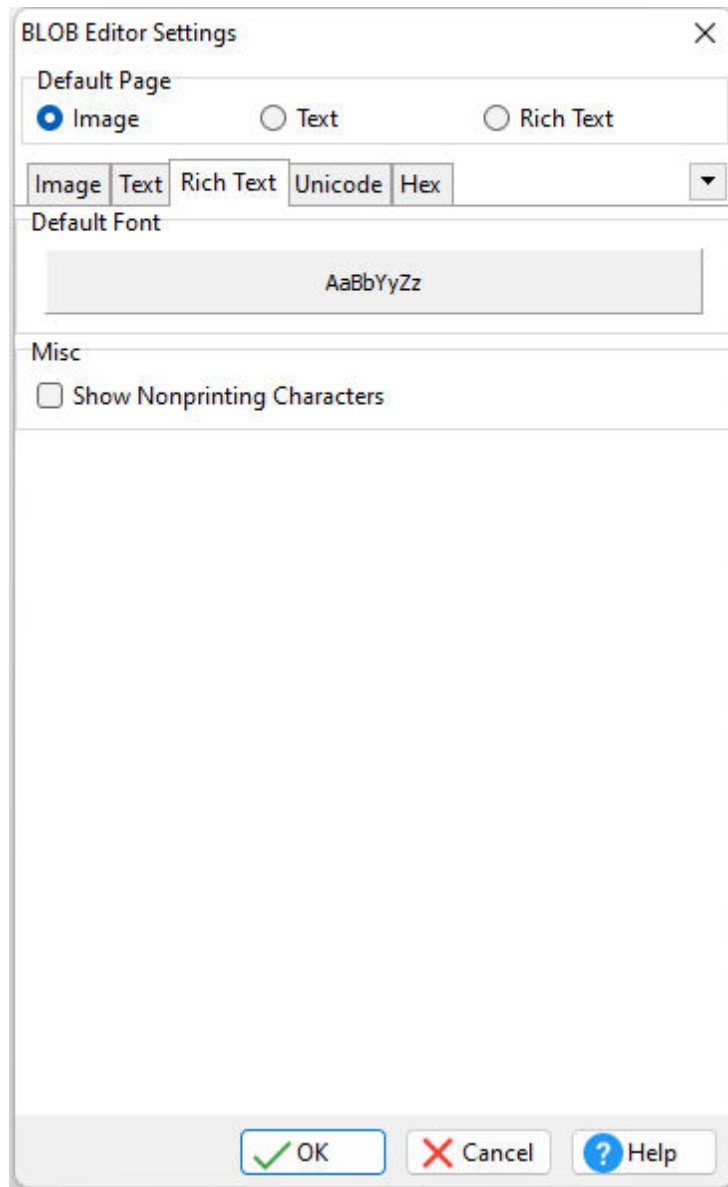 BLOB Editor Settings
Default Page
Image Text Rich Text
Image Text Rich Text Unicode Hex
Default Font
AaBbYyZz
Misc
Show Nonprinting Characters
OK Cancel ? Help